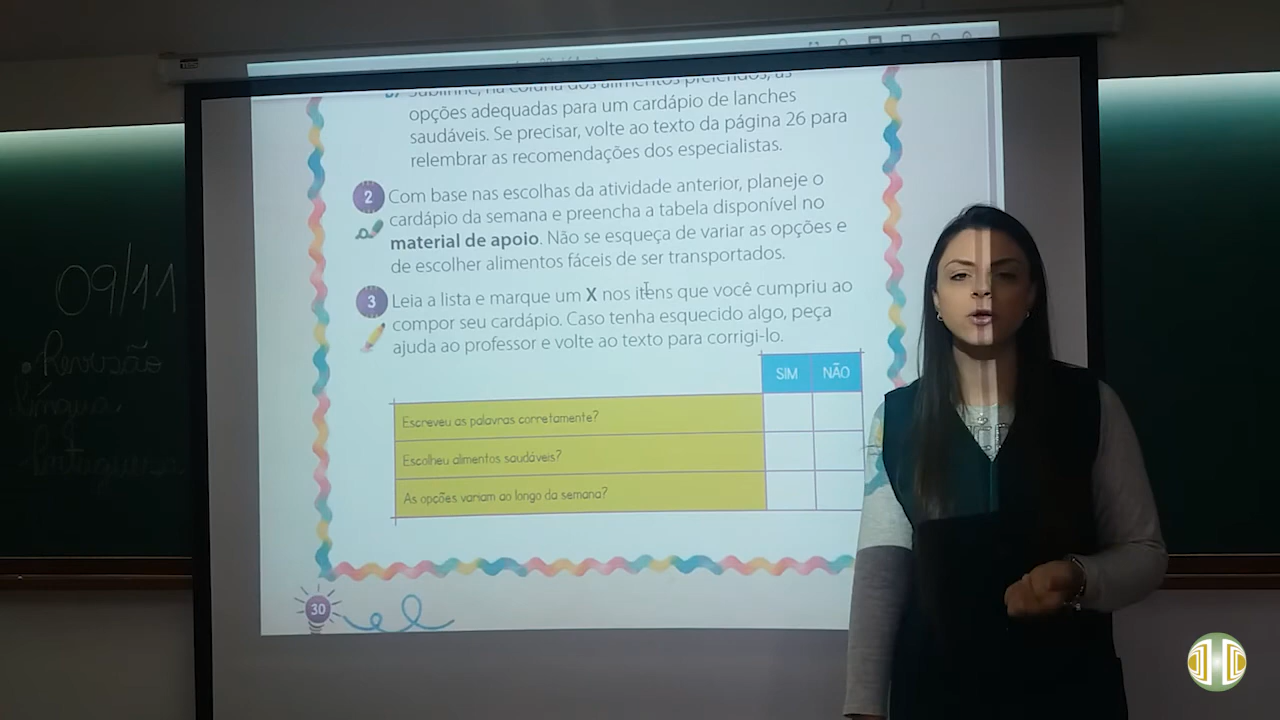 opções adequadas para um cardápio de lanches
saudáveis. Se precisar, volte ao texto da página 26 para
relembrar as recomendações dos especialistas.
2 Com base nas escolhas da atividade anterior, planeje o
cardápio da semana e preencha a tabela disponível no
material de apoio. Não se esqueça de variar as opções e
de escolher alimentos fáceis de ser transportados.
3 Leia a lista e marque um X nos itens que você cumpriu ao
compor seu cardápio. Caso tenha esquecido algo, peça
ajuda ao professor e volte ao texto para corrigi-lo.
SIM NÃO
Escreveu as palavras corretamente?
Escolheu alimentos saudáveis?
As opções variam ao longo da semana?
30
09/11
• Revisão
Língua